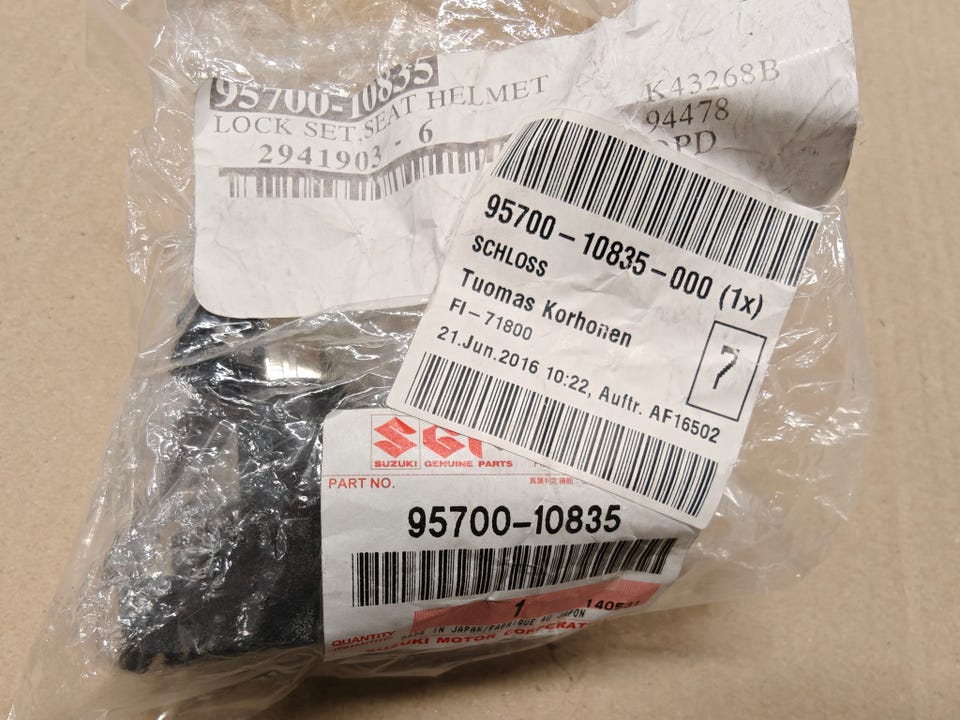 95700-10835
LOCK SET, SEAT HELMET
2941903 - 6
K43268B
94478
95700-10835-000 (1x)
SCHLOSS
Tuomas Korhonen
FI-71800
21.Jun.2016 10:22, Auftr. AF16502
7
SUZUKI GENUINE PARTS
PART NO.
95700-10835
1
QUANTITY
MADE IN JAPAN/FABRIQUE AU JAPON
SUZUKI MOTOR